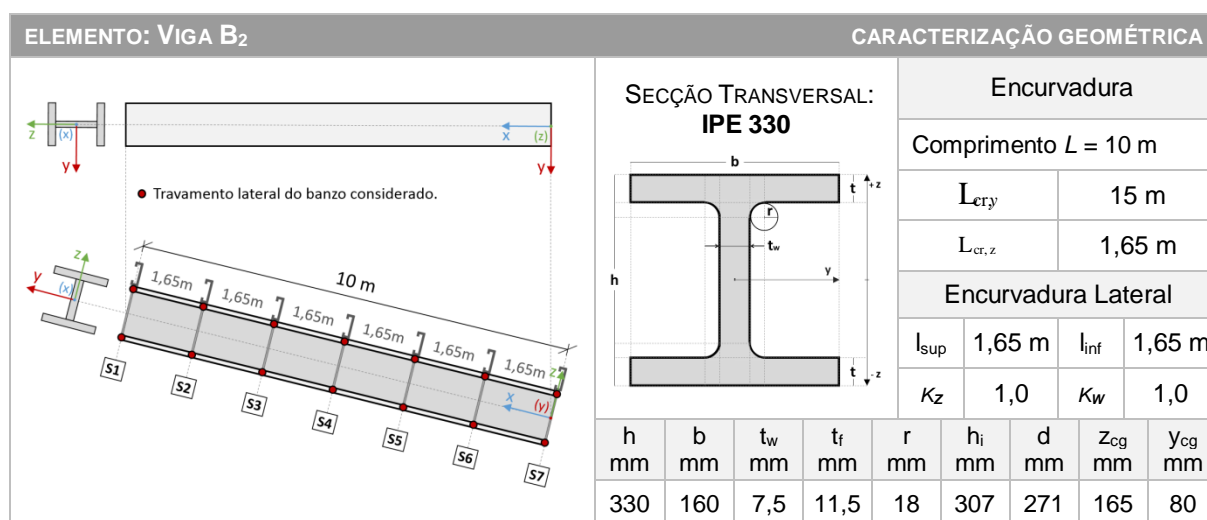 ELEMENTO: VIGA B2 CARACTERIZAÇÃO GEOMÉTRICA
z (x) y x (z) y
Travamento lateral do banzo considerado.
10 m
1,65m 1,65m 1,65m 1,65m 1,65m 1,65m
z y (x)
z x (y)
S1 S2 S3 S4 S5 S6 S7
SECÇÃO TRANSVERSAL:
IPE 330
b
t +z
r
tw
h y
t -z
Encurvadura
Comprimento L = 10 m
Lcr,y 15 m
Lcr, z 1,65 m
Encurvadura Lateral
lsup 1,65 m linf 1,65 m
Kz 1,0 Kw 1,0
h b tw tf r hi d zcg ycg
mm mm mm mm mm mm mm mm mm
330 160 7,5 11,5 18 307 271 165 80